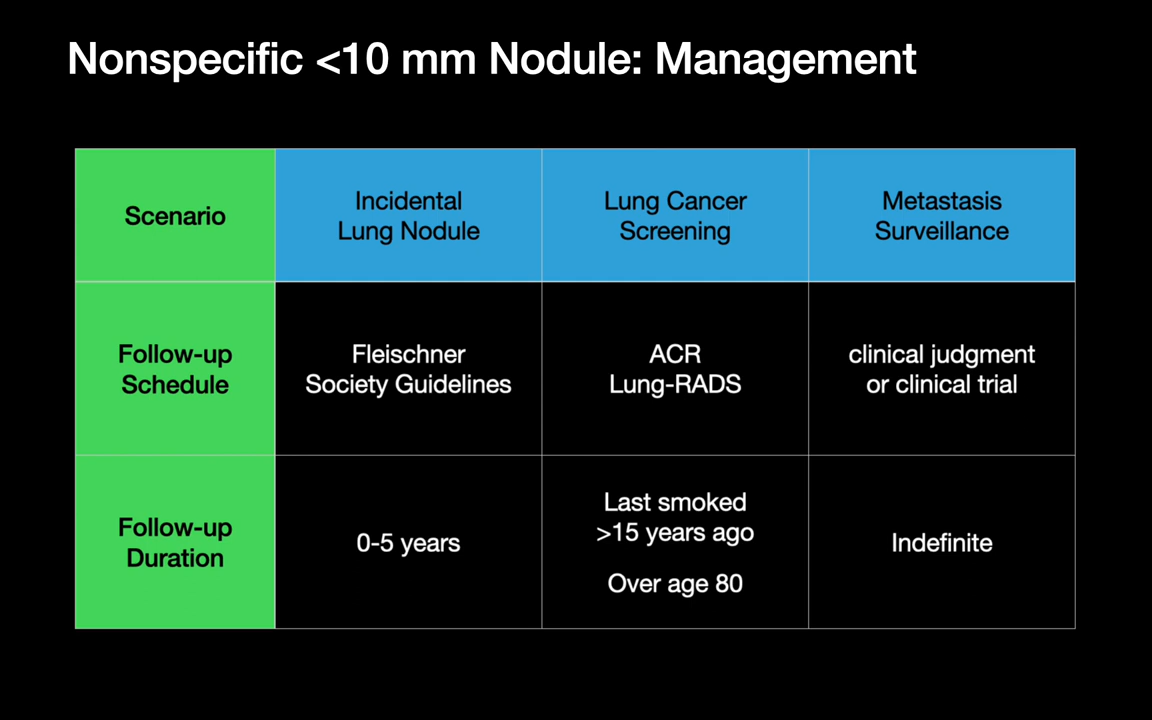 Nonspecific <10 mm Nodule: Management
Scenario
Incidental
Lung Nodule
Lung Cancer
Screening
Metastasis
Surveillance
Follow-up
Schedule
Fleischner
Society Guidelines
ACR
Lung-RADS
clinical judgment
or clinical trial
Follow-up
Duration
0-5 years
Last smoked
>15 years ago
Over age 80
Indefinite